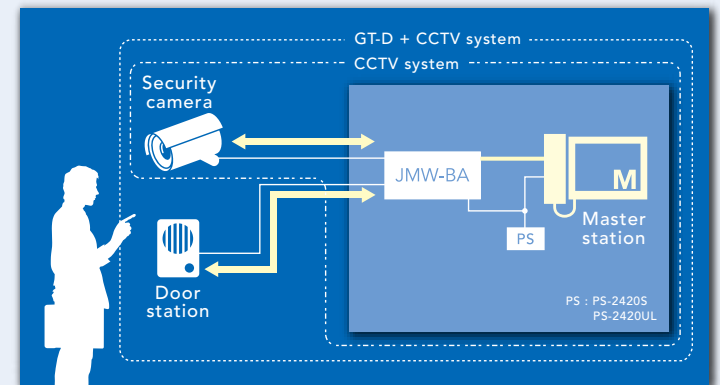 GT-D + CCTV system
CCTV system
Security
camera
JMW-BA
M
Master
station
PS
Door
station
PS : PS-2420S
PS-2420UL